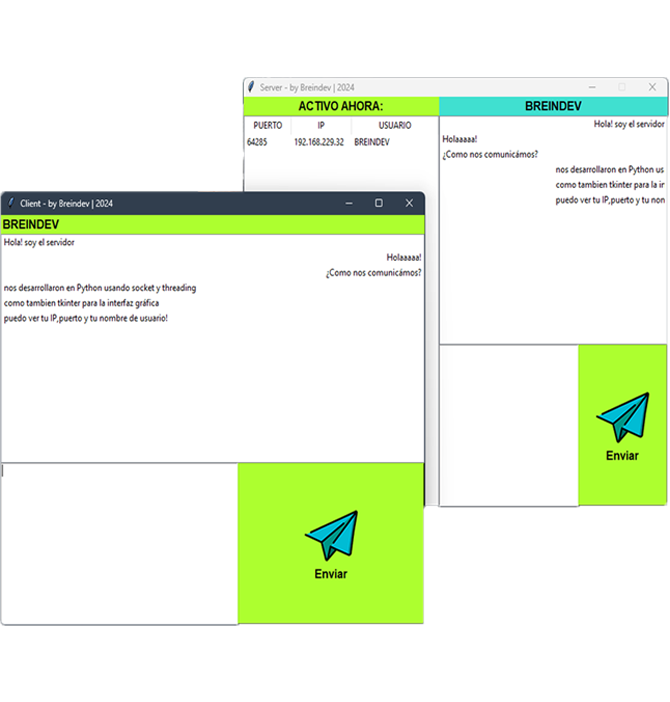 Server - by Breindev | 2024
ACTIVO AHORA:
BREINDEV
PUERTO IP USUARIO
64285 192.168.229.32 BREINDEV
Hola! soy el servidor
Holaaaaa!
¿Como nos comunicámos?
nos desarrollaron en Python us
como tambien tkinter para la ir
puedo ver tu IP,puerto y tu non
Enviar
Client - by Breindev | 2024
BREINDEV
Hola! soy el servidor
Holaaaaa!
¿Como nos comunicámos?
nos desarrollaron en Python usando socket y threading
como tambien tkinter para la interfaz gráfica
puedo ver tu IP,puerto y tu nombre de usuario!
Enviar